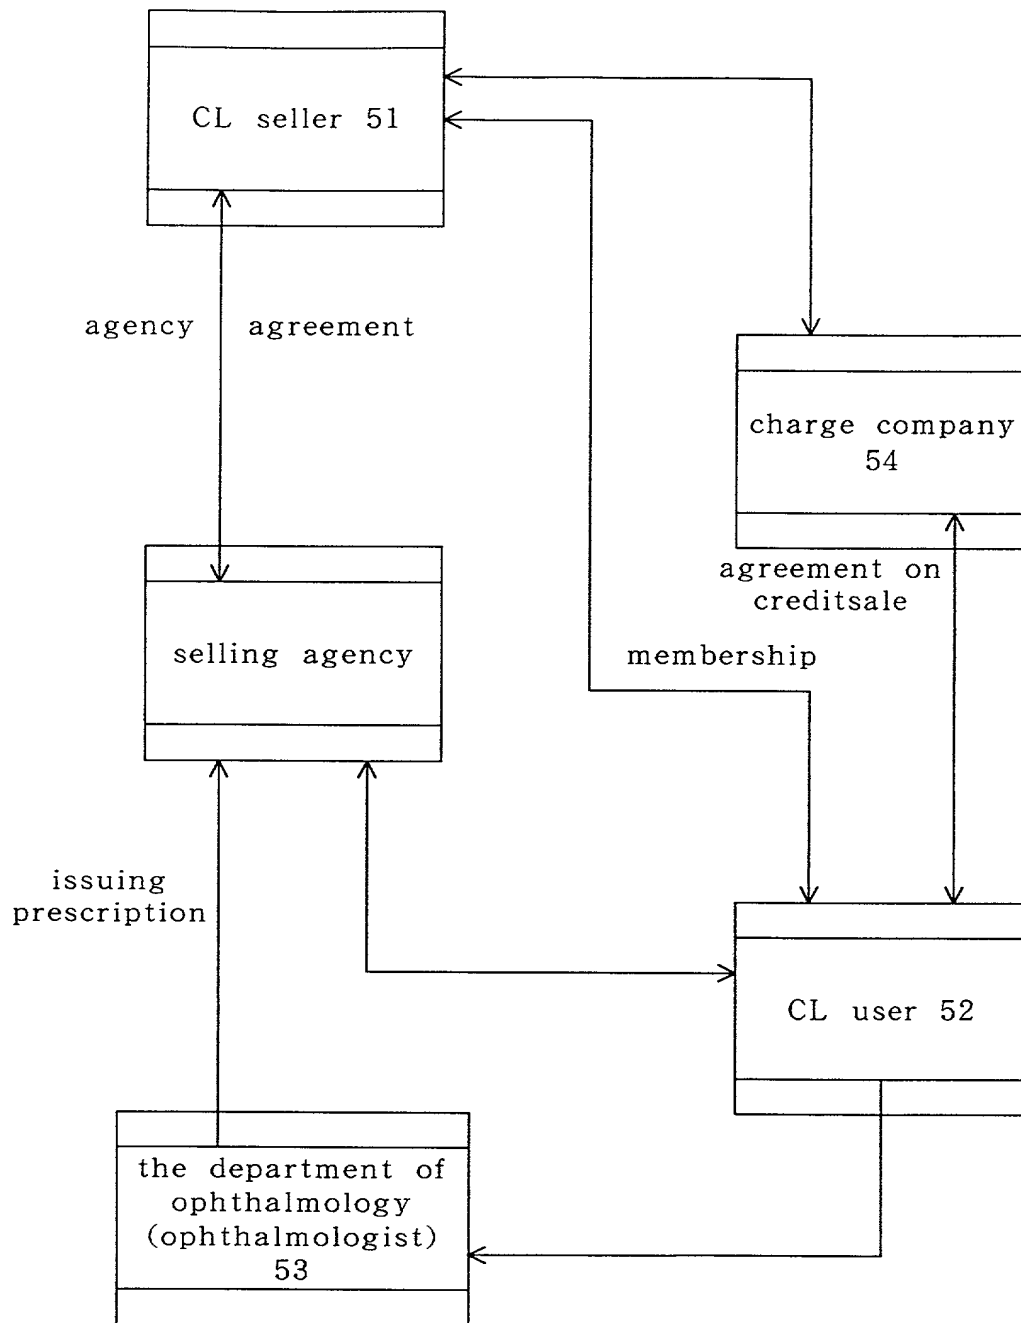 CL seller 51
agency agreement
charge company
54
agreement on
creditsale
selling agency
membership
issuing
prescription
CL user 52
the department of
ophthalmology
(ophthalmologist)
53